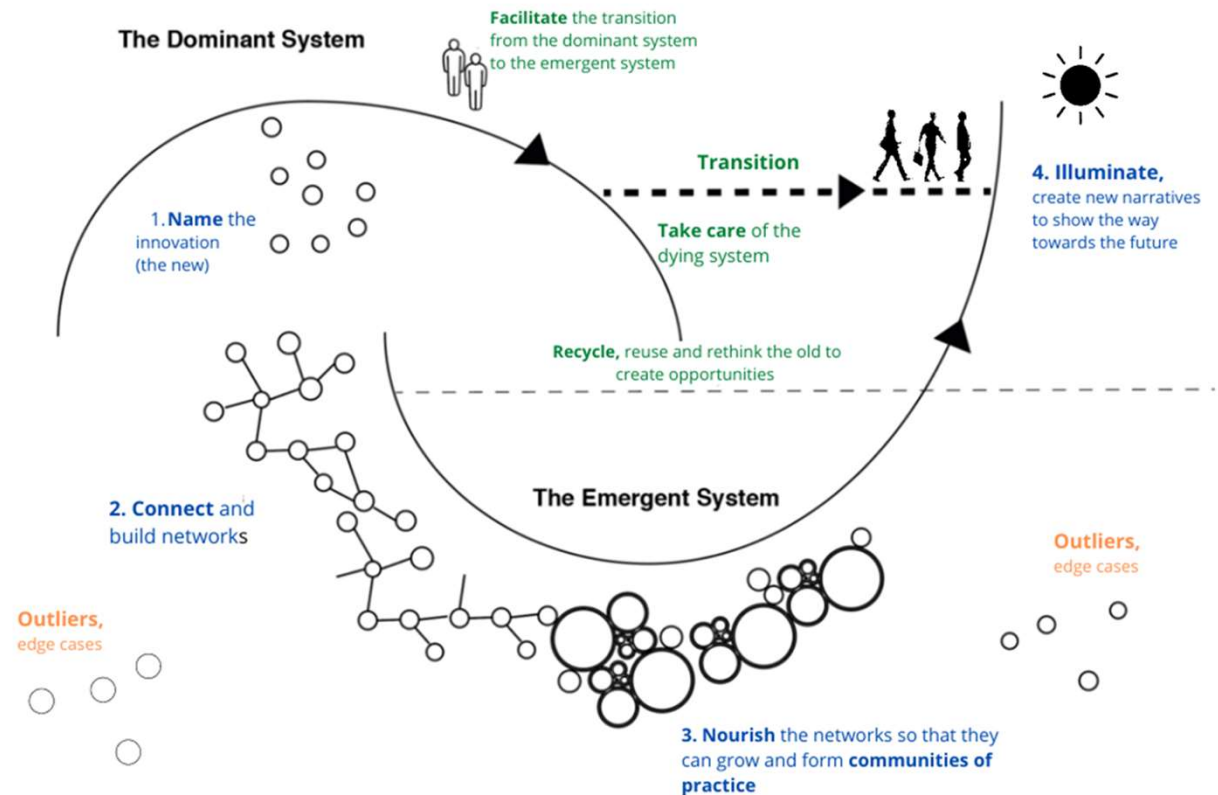 The Dominant System
Facilitate the transition
from the dominant system
to the emergent system
1.Name the
innovation
(the new)
Transition
Take care of the
dying system
4. Illuminate,
create new narratives
to show the way
towards the future
Recycle, reuse and rethink the old to
create opportunities
The Emergent System
2. Connect and
build networks
Outliers,
edge cases
Outliers,
edge cases
3. Nourish the networks so that they
can grow and form communities of
practice